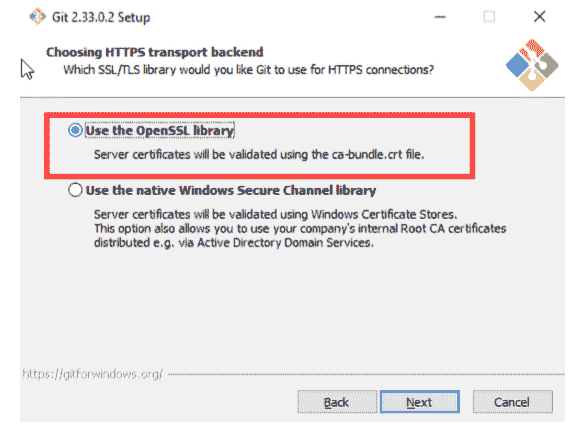 Git 2.33.0.2 Setup
Choosing HTTPS transport backend
Which SSL/TLS library would you like Git to use for HTTPS connections?
Use the OpenSSL library
Server certificates will be validated using the ca-bundle.crt file.
Use the native Windows Secure Channel library
Server certificates will be validated using Windows Certificate Stores.
This option also allows you to use your company's internal Root CA certificates
distributed e.g. via Active Directory Domain Services.
https://gitforwindows.org/
Back Next Cancel